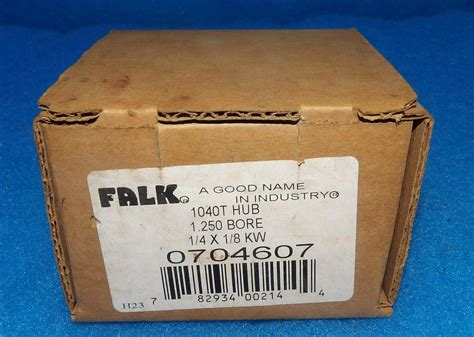 FALK® A GOOD NAME
IN INDUSTRY®
1040T HUB
1.250 BORE
1/4 X 1/8 KW
0704607
H23 7 82934 00214 4